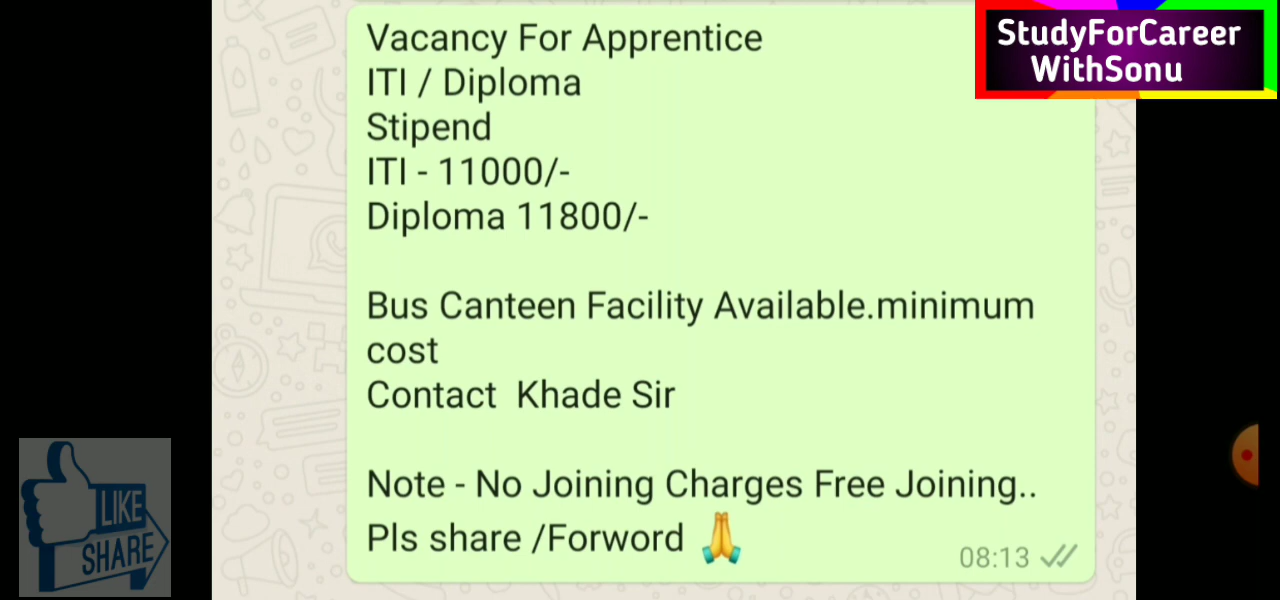 StudyForCareer
WithSonu
Vacancy For Apprentice
ITI / Diploma
Stipend
ITI - 11000/-
Diploma 11800/-
Bus Canteen Facility Available.minimum
cost
Contact  Khade Sir
Note - No Joining Charges Free Joining..
Pls share /Forword 🙏
08:13
LIKE
SHARE